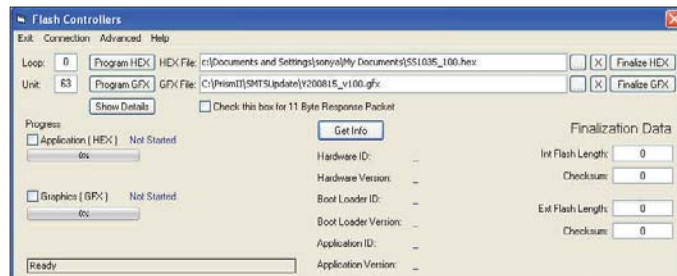 Flash Controllers
Exit Connection Advanced Help
Loop: 0 Program HEX HEX File: c:\Documents and Settings\sonyal\My Documents\SS1035_100.hex X Finalize HEX
Unit: 63 Program GFX GFX File: C:\PrismII\SMTSUpdate\Y200815_v100.gfx X Finalize GFX
Show Details Check this box for 11 Byte Response Packet
Progress Get Info Finalization Data
Application ( HEX ) Not Started
0% Hardware ID: _ Int Flash Length: 0
Hardware Version: _ Checksum: 0
Graphics ( GFX ) Not Started Boot Loader ID: _
0% Boot Loader Version: _ Ext Flash Length: 0
Application ID: _ Checksum: 0
Ready Application Version: _